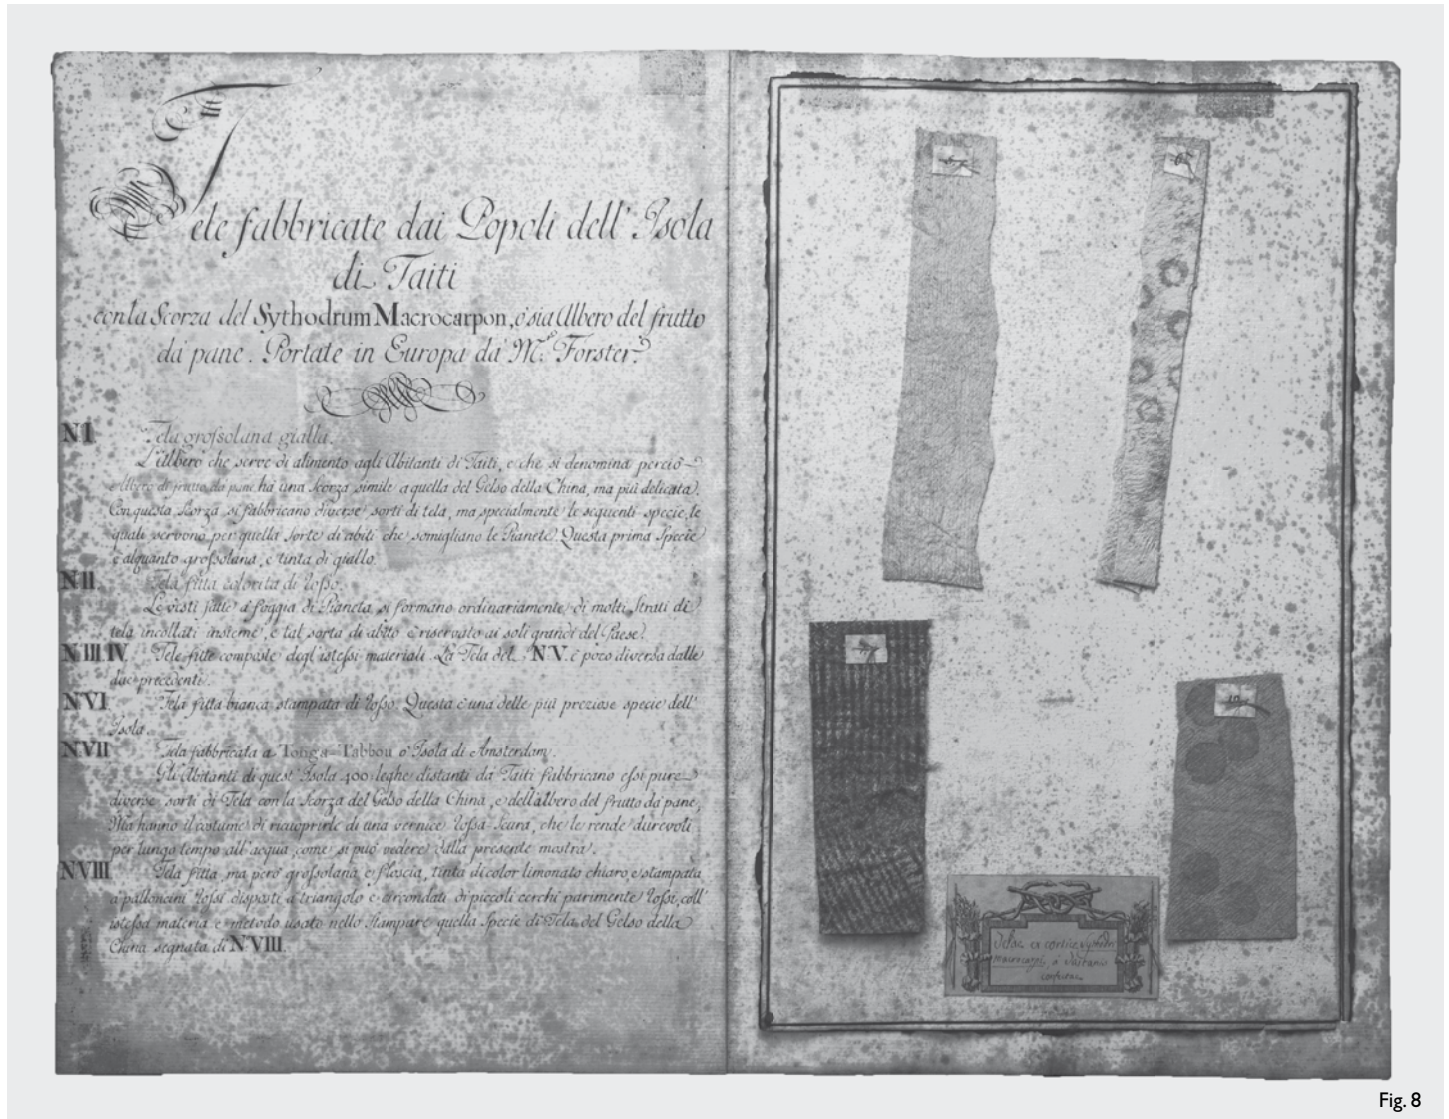 Tele fabbricate dai Popoli dell' Isola
di Taiti
con la Scorza del Sythodrum Macrocarpon, o sia Albero del frutto
da pane. Portate in Europa da Mr. Forster.
N I. Tela grossolana gialla.
L'Albero che serve di alimento agli Abitanti di Taiti, e che si denomina perciò
Albero di frutto da pane ha una scorza simile a quella del Gelso della China, ma più delicata.
Con questa Scorza si fabbricano diverse sorti di tela, ma specialmente le seguenti specie, le
quali servono per quella sorte di abiti che somigliano le Pianete. Questa prima Specie
è alquanto grossolana, e tinta di giallo.
N II. Tela fitta colorita di rosso.
Le vesti fatte a foggia di Pianeta si formano ordinariamente di molti strati di
tela incollati insieme, e tal sorta di abito è riservato ai soli grandi del Paese.
N III IV. Tele fitte composte degl'istessi materiali. La Tela del N V. è poco diversa dalle
due precedenti.
N VI Tela fitta bianca stampata di rosso. Questa è una delle più preziose specie dell'
Isola.
N VII Tela fabbricata a Tonga-Tabbou o Isola di Amsterdam.
Gli Abitanti di quest'Isola 400 leghe distanti da Taiti fabbricano essi pure
diverse sorti di Tela con la Scorza del Gelso della China, e dell'albero del frutto da pane,
Ma hanno il costume di ricuoprirle di una vernice rossa-scura, che le rende durevoli
per lungo tempo all'acqua, come si può vedere dalla presente mostra.
N VIII Tela fitta ma però grossolana e floscia, tinta di color limonato chiaro, e stampata
a palloncini rossi disposti a triangolo e circondati di piccoli cerchi parimente rossi, coll'
istessa materia e metodo usato nello stampare quella Specie di Tela del Gelso della
China segnata di N VIII.
10
Telae ex cortice
macrocarpi, a Taitanis
confectae
Fig. 8